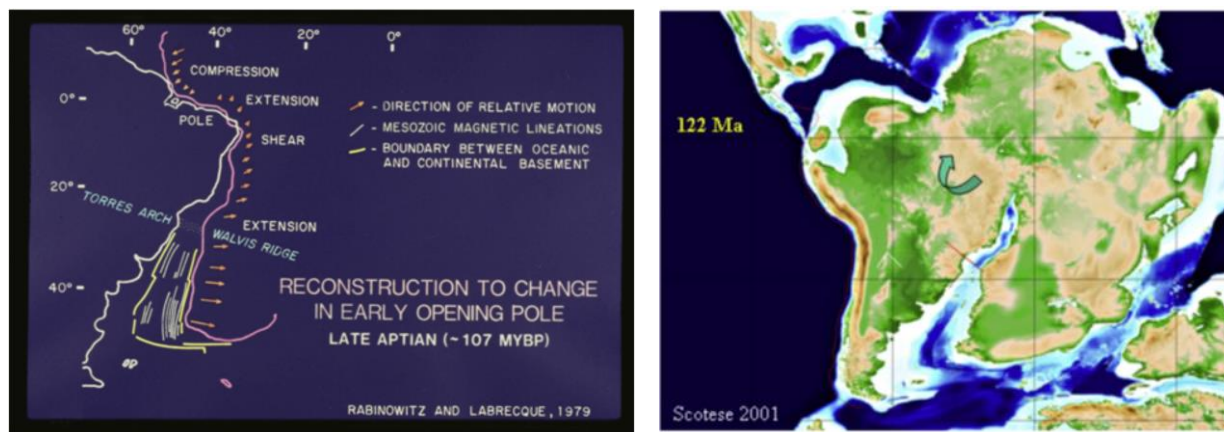 60° 40° 20° 0°
COMPRESSION
0° EXTENSION
POLE
SHEAR
- DIRECTION OF RELATIVE MOTION
- MESOZOIC MAGNETIC LINEATIONS
- BOUNDARY BETWEEN OCEANIC
AND CONTINENTAL BASEMENT
20°
TORRES ARCH
EXTENSION
WALVIS RIDGE
40°
RECONSTRUCTION TO CHANGE
IN EARLY OPENING POLE
LATE APTIAN (~107 MYBP)
RABINOWITZ AND LABRECQUE, 1979
122 Ma
Scotese 2001